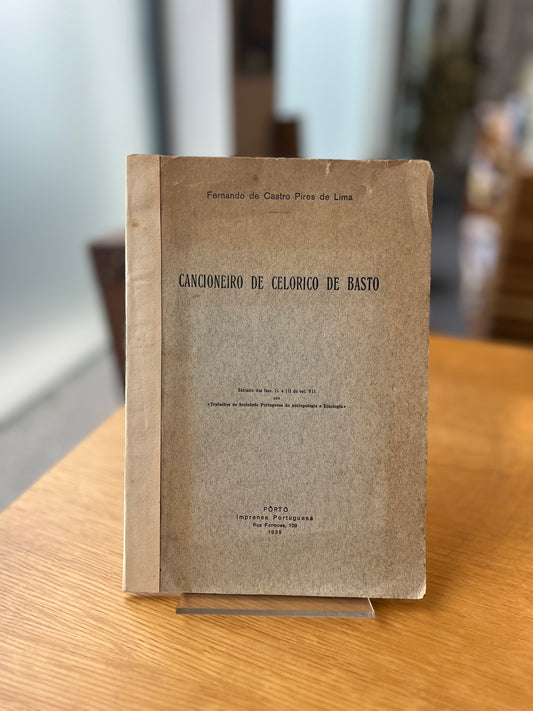 Fernando de Castro Pires de Lima
CANCIONEIRO DE CELORICO DE BASTO
Extracto dos fasc. II e III do vol. VII
dos
«Trabalhos da Sociedade Portuguesa de Antropologia e Etnologia»
PÔRTO
Imprensa Portuguesa
Rua Formosa, 108
1935